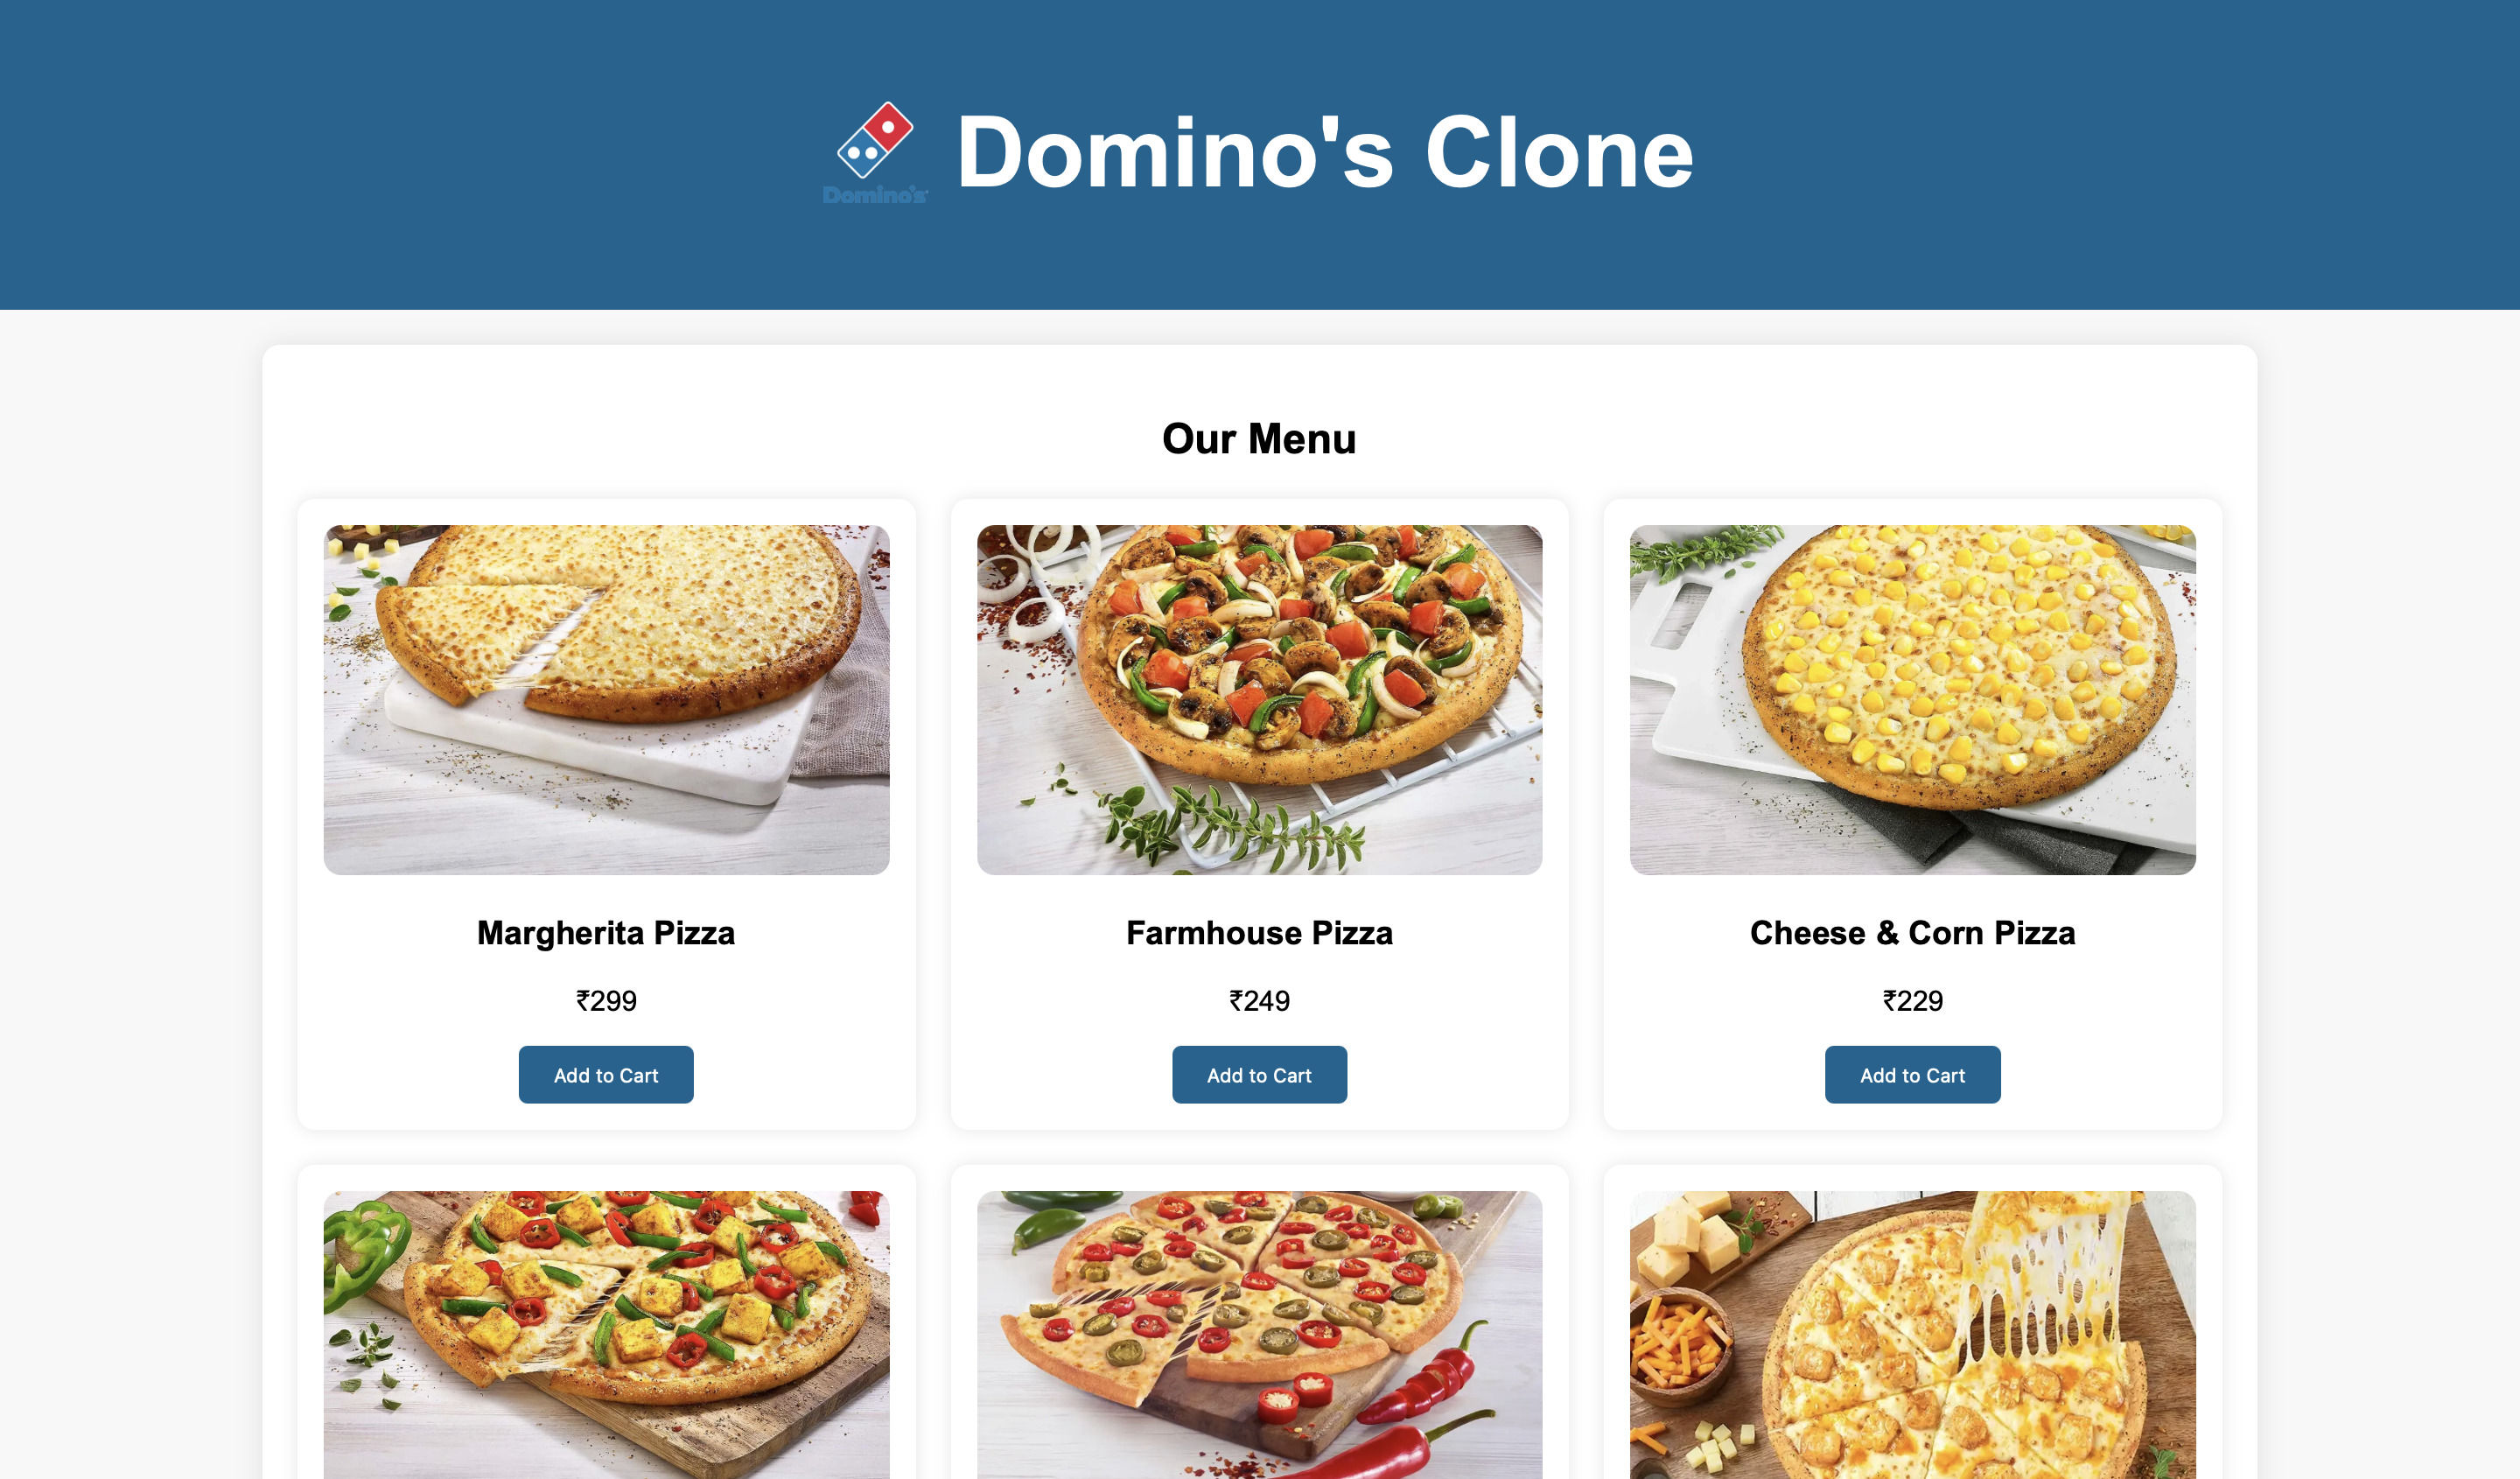 Domino's Clone
Domino's
Our Menu
Margherita Pizza
Farmhouse Pizza
Cheese & Corn Pizza
₹299
₹249
₹229
Add to Cart
Add to Cart
Add to Cart